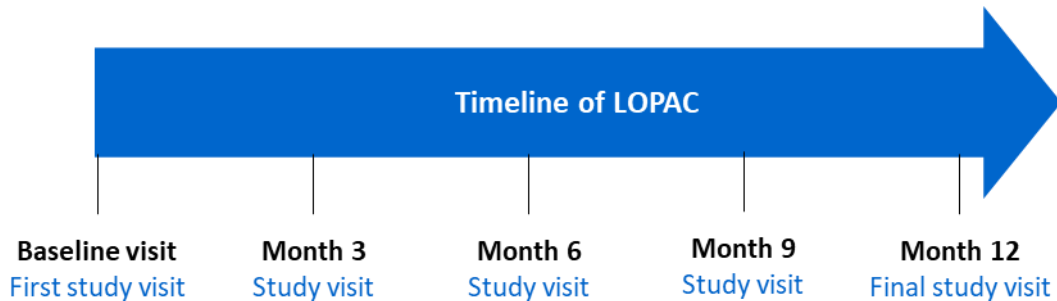 Timeline of LOPAC
Baseline visit
First study visit
Month 3
Study visit
Month 6
Study visit
Month 9
Study visit
Month 12
Final study visit